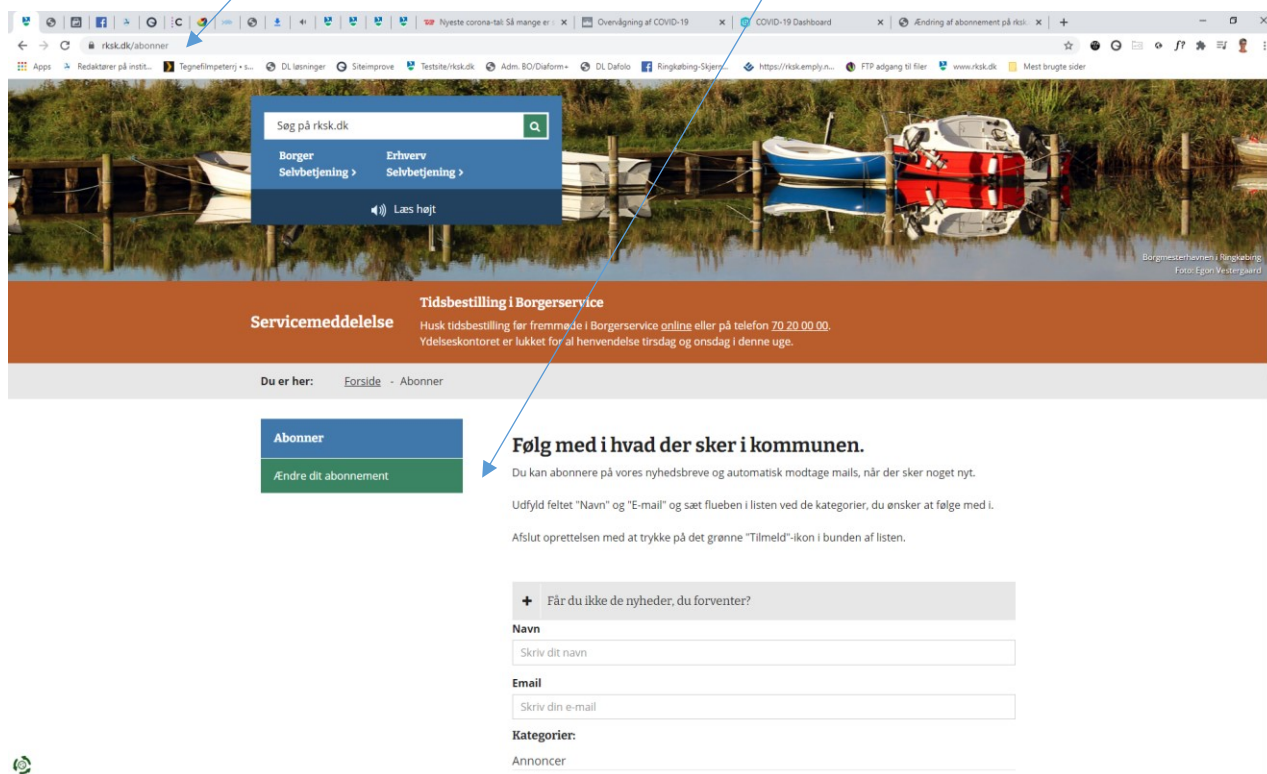 Nyeste corona-tal: Så mange er s
Overvågning af COVID-19
COVID-19 Dashboard
Ændring af abonnement på rksk
rksk.dk/abonner
Apps
Redaktører på instit...
Tegnefilmpeterrj • s...
DL løsninger
Siteimprove
Testsite/rksk.dk
Adm. BO/Diaform+
DL Dafolo
Ringkøbing-Skjern...
https://rksk.emply.n...
FTP adgang til filer
www.rksk.dk
Mest brugte sider
Søg på rksk.dk
Borger Erhverv
Selvbetjening > Selvbetjening >
Læs højt
Borgmesterhavnen i Ringkøbing
Foto: Egon Vestergaard
Servicemeddelelse
Tidsbestilling i Borgerservice
Husk tidsbestilling før fremmøde i Borgerservice online eller på telefon 70 20 00 00.
Ydelseskontoret er lukket for al henvendelse tirsdag og onsdag i denne uge.
Du er her: Forside - Abonner
Abonner
Ændre dit abonnement
Følg med i hvad der sker i kommunen.
Du kan abonnere på vores nyhedsbreve og automatisk modtage mails, når der sker noget nyt.
Udfyld feltet "Navn" og "E-mail" og sæt flueben i listen ved de kategorier, du ønsker at følge med i.
Afslut oprettelsen med at trykke på det grønne "Tilmeld"-ikon i bunden af listen.
+ Får du ikke de nyheder, du forventer?
Navn
Skriv dit navn
Email
Skriv din e-mail
Kategorier:
Annoncer